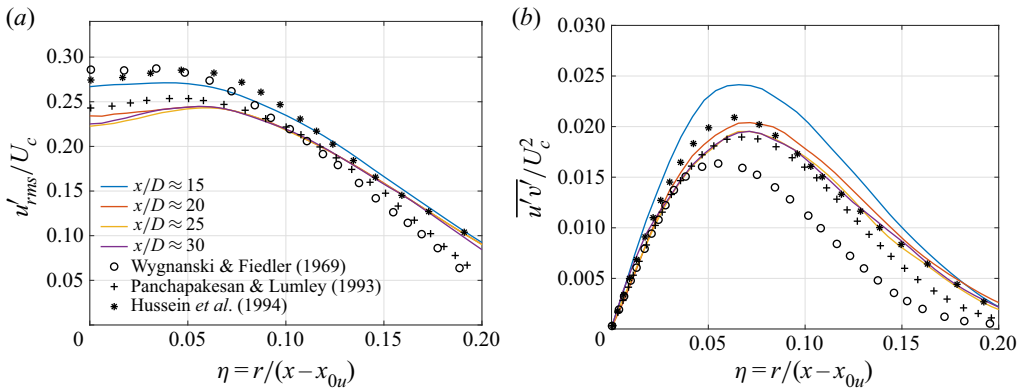 (a)
(b)
0.30
0.25
0.20
0.15
0.10
0.05
u′rms/Uc
x/D ≈ 15
x/D ≈ 20
x/D ≈ 25
x/D ≈ 30
Wygnanski & Fiedler (1969)
Panchapakesan & Lumley (1993)
Hussein et al. (1994)
0 0.05 0.10 0.15 0.20
η = r/(x−x0u)
0.030
0.025
0.020
0.015
0.010
0.005
0
u′v′/Uc²
0.05 0.10 0.15 0.20
η = r/(x−x0u)